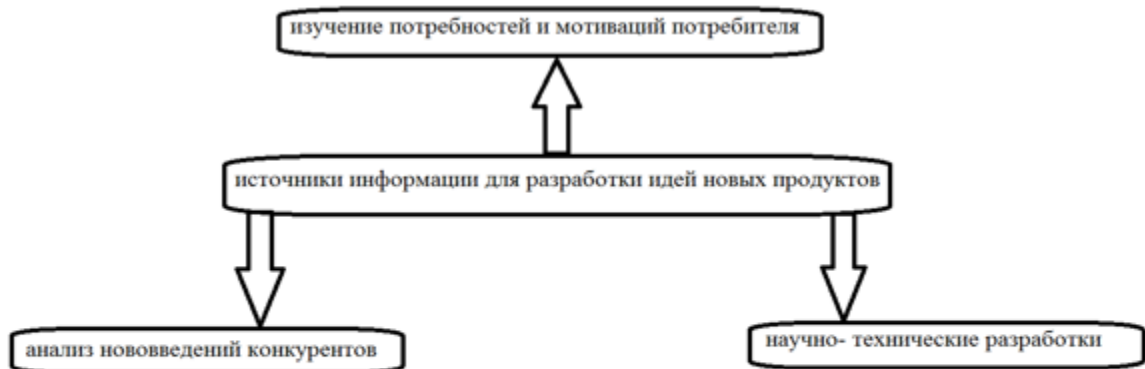 изучение потребностей и мотиваций потребителя
источники информации для разработки идей новых продуктов
анализ нововведений конкурентов
научно- технические разработки